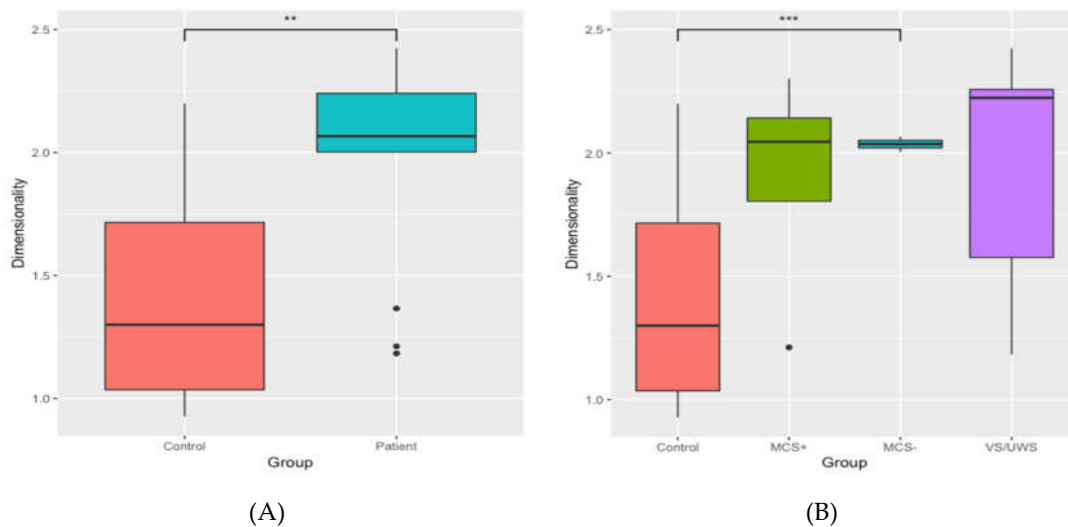 **
2.5
2.0
1.5
1.0
Dimensionality
Control
Patient
Group
(A)
***
2.5
2.0
1.5
1.0
Dimensionality
Control
MCS+
MCS-
VS/UWS
Group
(B)